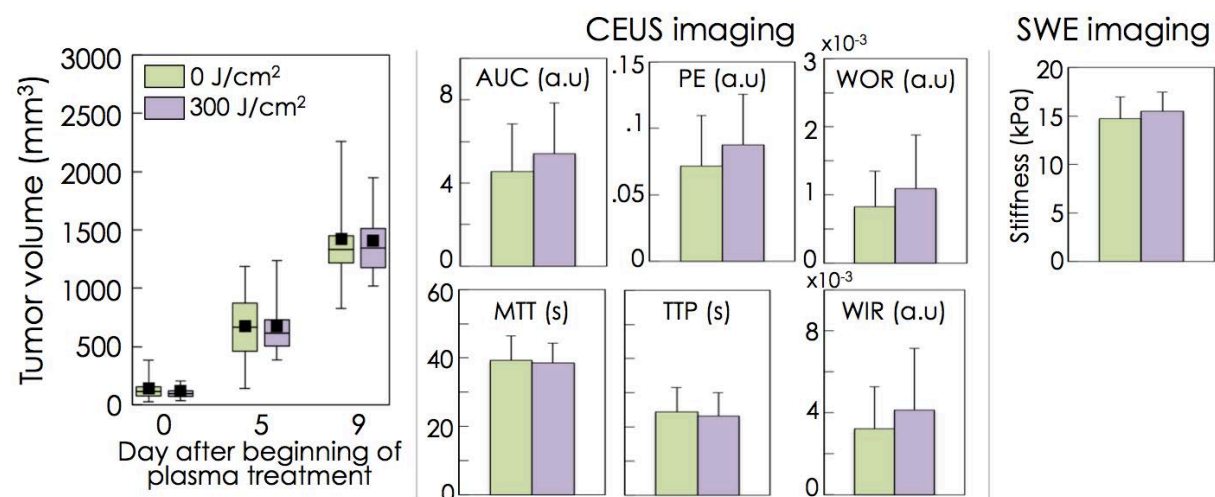 CEUS imaging
SWE imaging
Tumor volume (mm³)
3000
2500
2000
1500
1000
500
0
0 J/cm²
300 J/cm²
0 5 9
Day after beginning of
plasma treatment
AUC (a.u)
8
4
0
PE (a.u)
.15
.1
.05
0
x10⁻³
WOR (a.u)
3
2
1
0
MTT (s)
60
40
20
0
TTP (s)
x10⁻³
WIR (a.u)
8
4
0
Stiffness (kPa)
20
15
10
5
0